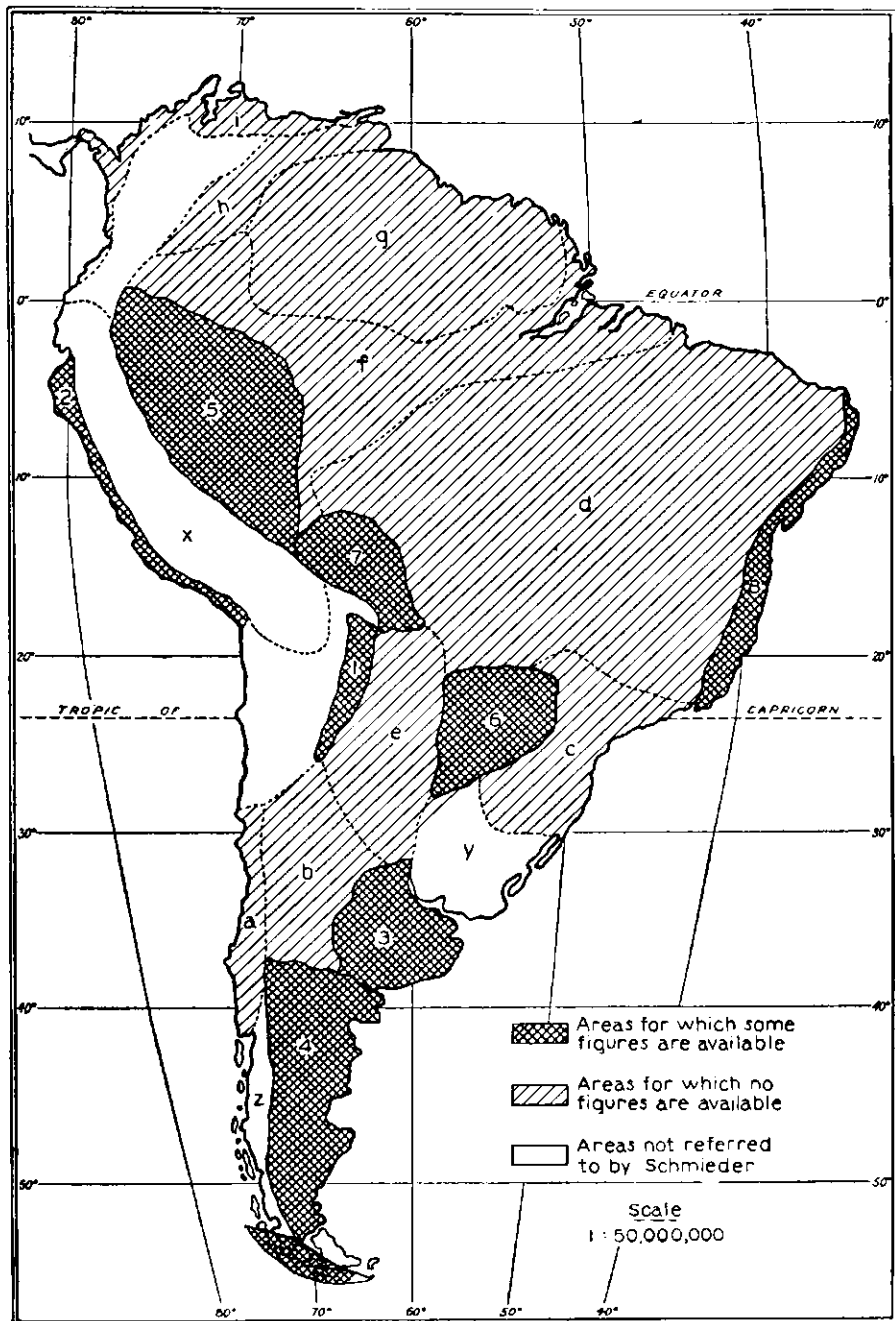 80° 70° 60° 50° 40°
10° 10°
i
h
g
0° EQUATOR 0°
f
2
5
10° 10°
d
x
7
8
20° 1 20°
TROPIC OF CAPRICORN
6
e
c
30° 30°
y
b
a
3
40° 40°
Areas for which some
figures are available
4
Areas for which no
figures are available
z
Areas not referred
to by Schmieder
50° 50°
Scale
1 : 50,000,000
80° 70° 60° 50° 40°